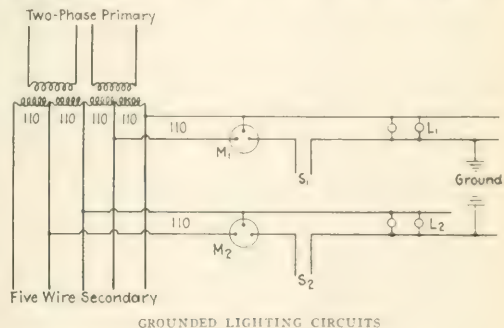 Two-Phase Primary
110 110 110 110
110
M1
L1
S1
Ground
110
M2
L2
S2
Five Wire Secondary
GROUNDED LIGHTING CIRCUITS